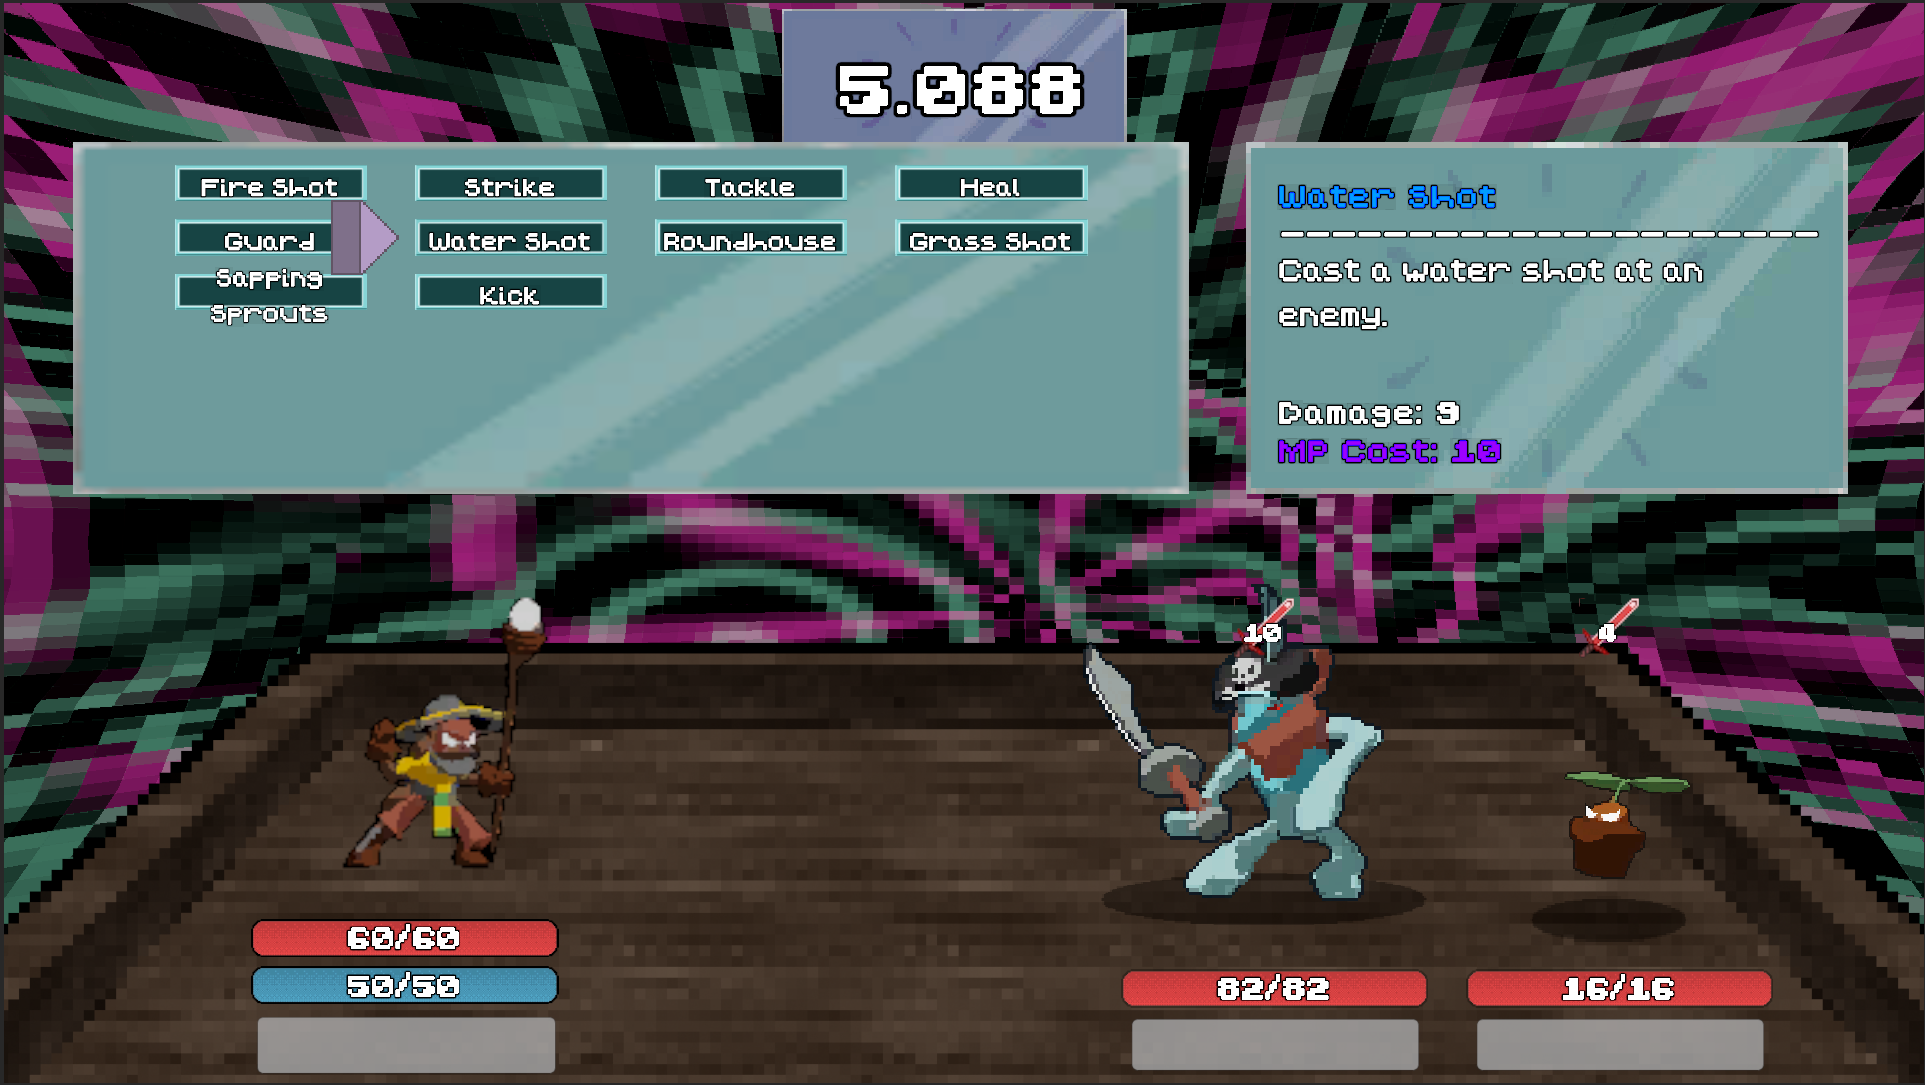 5.088
Fire Shot
Strike
Tackle
Heal
Guard
Water Shot
Roundhouse
Grass Shot
Sapping
Sprouts
Kick
Water Shot
Cast a water shot at an
enemy.
Damage: 9
MP Cost: 10
10
4
60/60
50/50
82/82
16/16